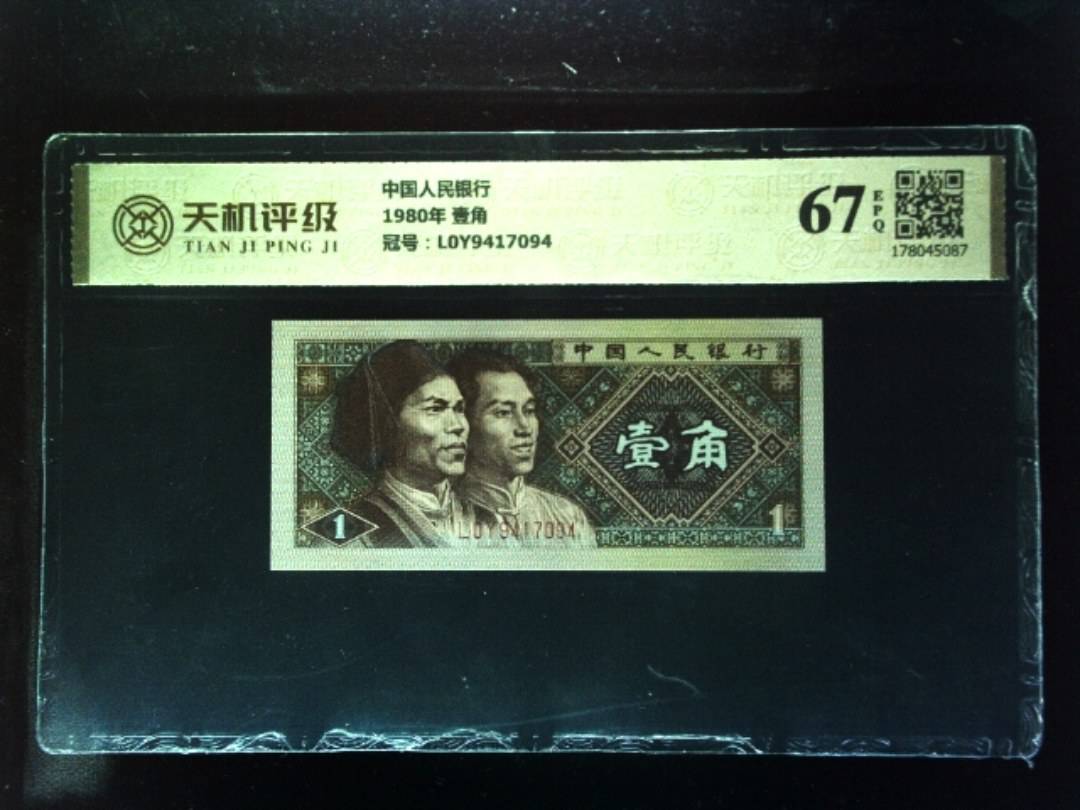 天机评级
TIAN JI PING JI
中国人民银行
1980年 壹角
冠号：L0Y9417094
67
EPQ
178045087
中国人民银行
壹角
1
L0Y9417094
1